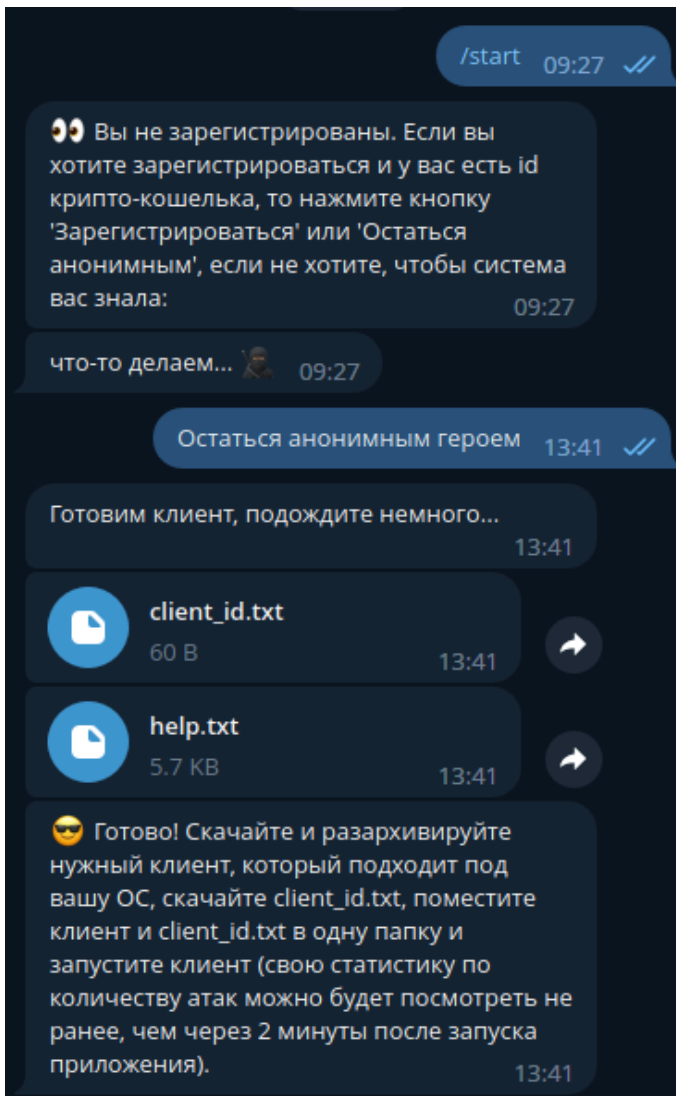 /start 09:27
👀 Вы не зарегистрированы. Если вы
хотите зарегистрироваться и у вас есть id
крипто-кошелька, то нажмите кнопку
'Зарегистрироваться' или 'Остаться
анонимным', если не хотите, чтобы система
вас знала: 09:27
что-то делаем... 🥷 09:27
Остаться анонимным героем 13:41
Готовим клиент, подождите немного...
13:41
client_id.txt
60 B 13:41
help.txt
5.7 KB 13:41
😎 Готово! Скачайте и разархивируйте
нужный клиент, который подходит под
вашу ОС, скачайте client_id.txt, поместите
клиент и client_id.txt в одну папку и
запустите клиент (свою статистику по
количеству атак можно будет посмотреть не
ранее, чем через 2 минуты после запуска
приложения). 13:41